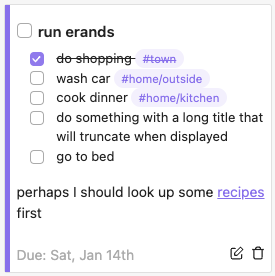 run erands
do shopping #town
wash car #home/outside
cook dinner #home/kitchen
do something with a long title that
will truncate when displayed
go to bed
perhaps I should look up some recipes
first
Due: Sat, Jan 14th